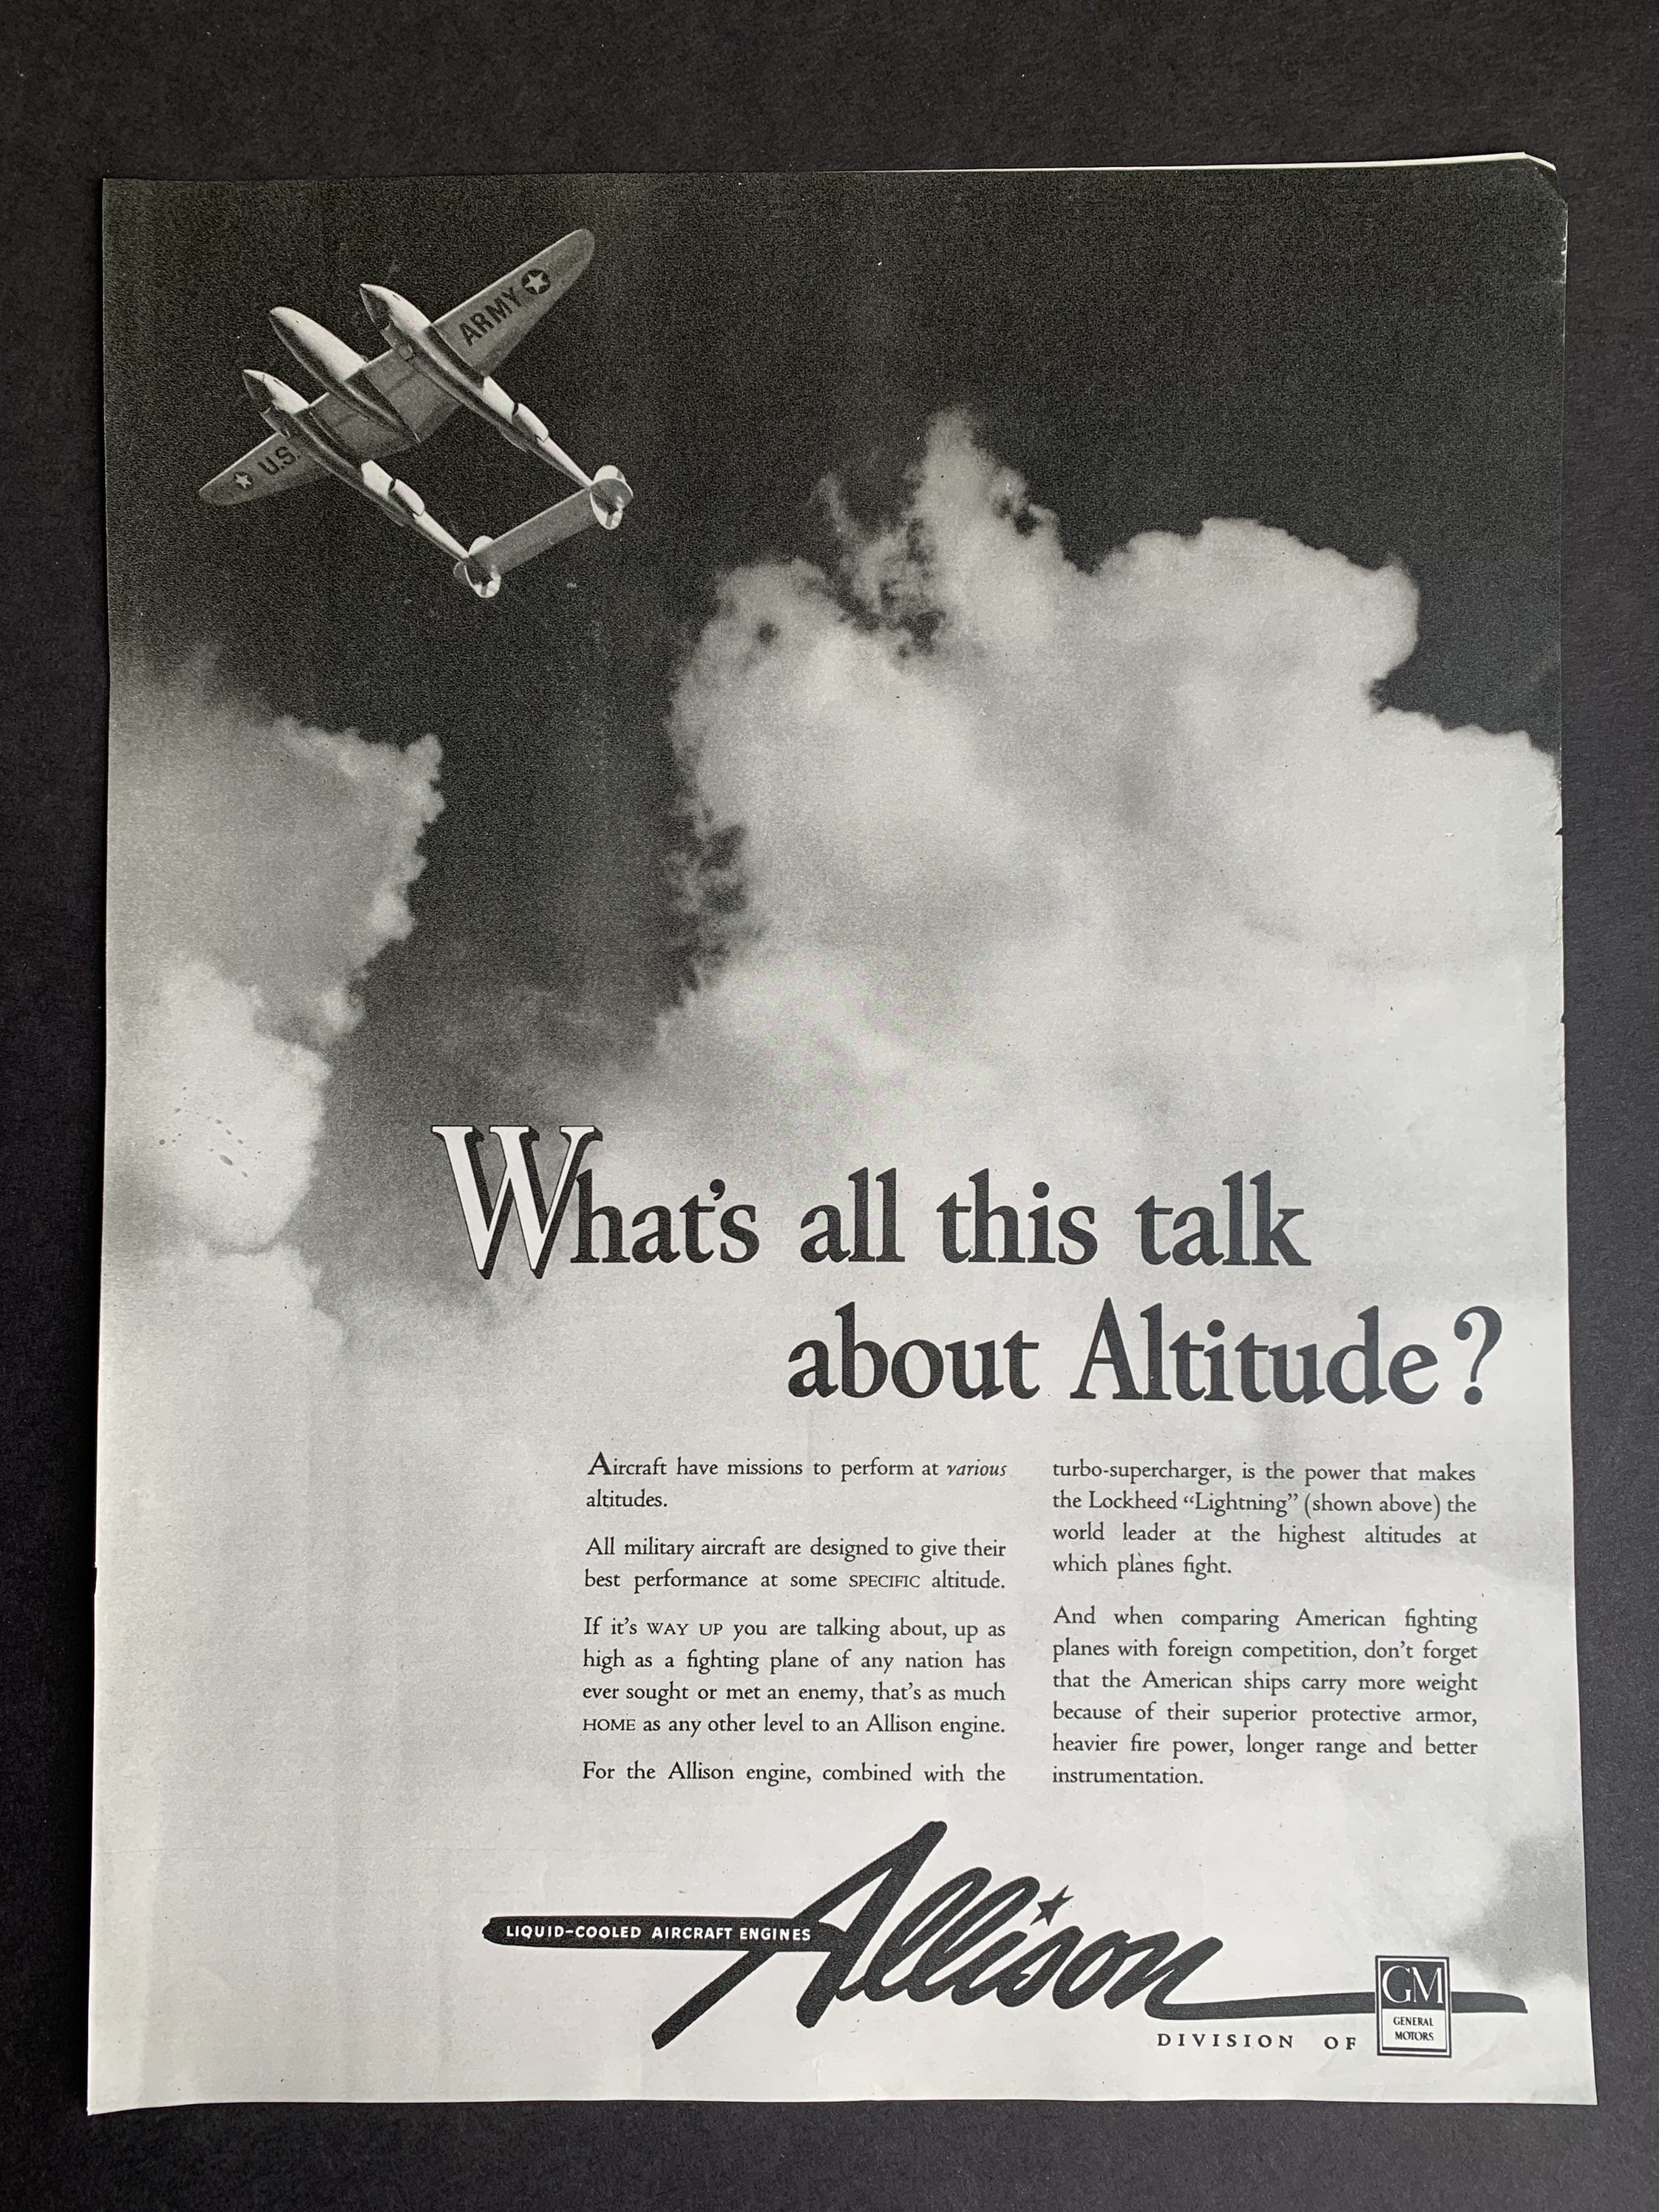 ARMY
U.S.
What's all this talk
about Altitude?
Aircraft have missions to perform at various
altitudes.
All military aircraft are designed to give their
best performance at some SPECIFIC altitude.
If it's WAY UP you are talking about, up as
high as a fighting plane of any nation has
ever sought or met an enemy, that's as much
HOME as any other level to an Allison engine.
For the Allison engine, combined with the
turbo-supercharger, is the power that makes
the Lockheed “Lightning” (shown above) the
world leader at the highest altitudes at
which planes fight.
And when comparing American fighting
planes with foreign competition, don't forget
that the American ships carry more weight
because of their superior protective armor,
heavier fire power, longer range and better
instrumentation.
LIQUID-COOLED AIRCRAFT ENGINES
Allison
DIVISION OF
GM
GENERAL
MOTORS